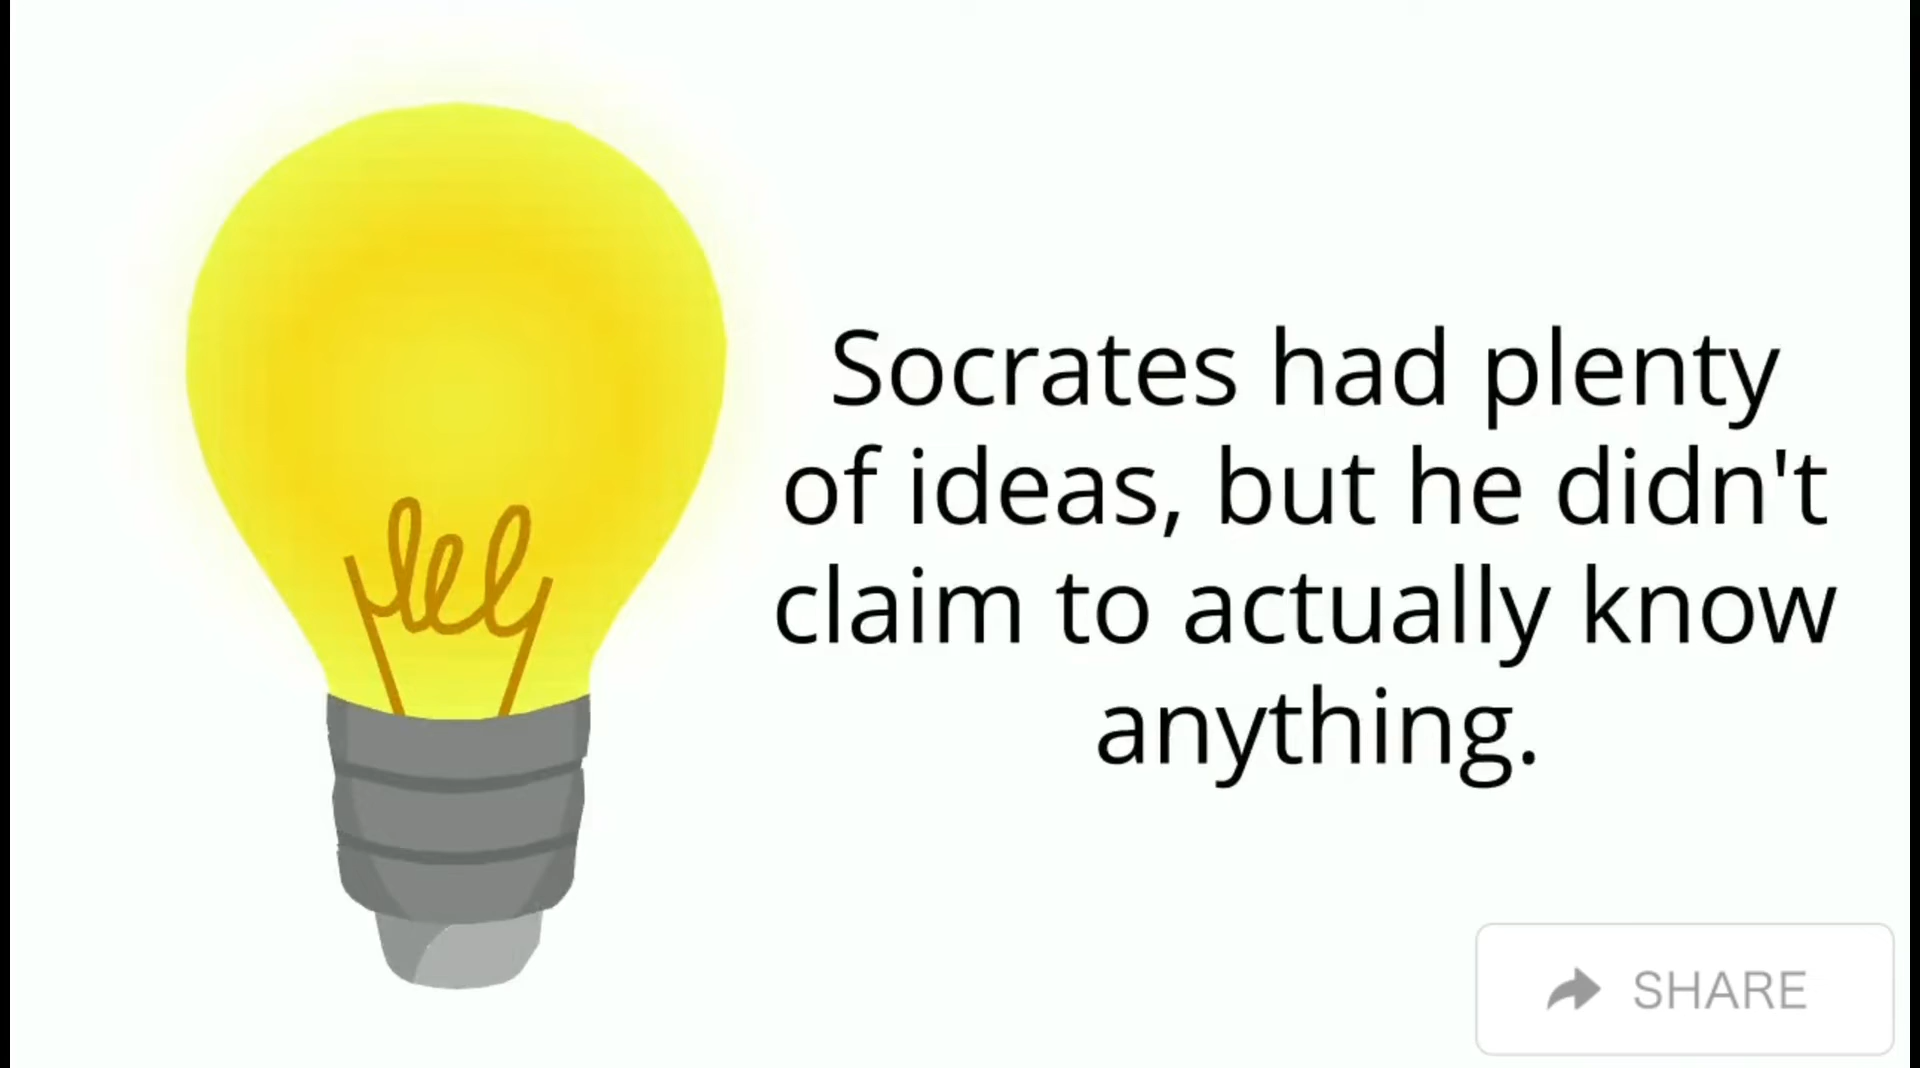 Socrates had plenty
of ideas, but he didn't
claim to actually know
anything.
SHARE